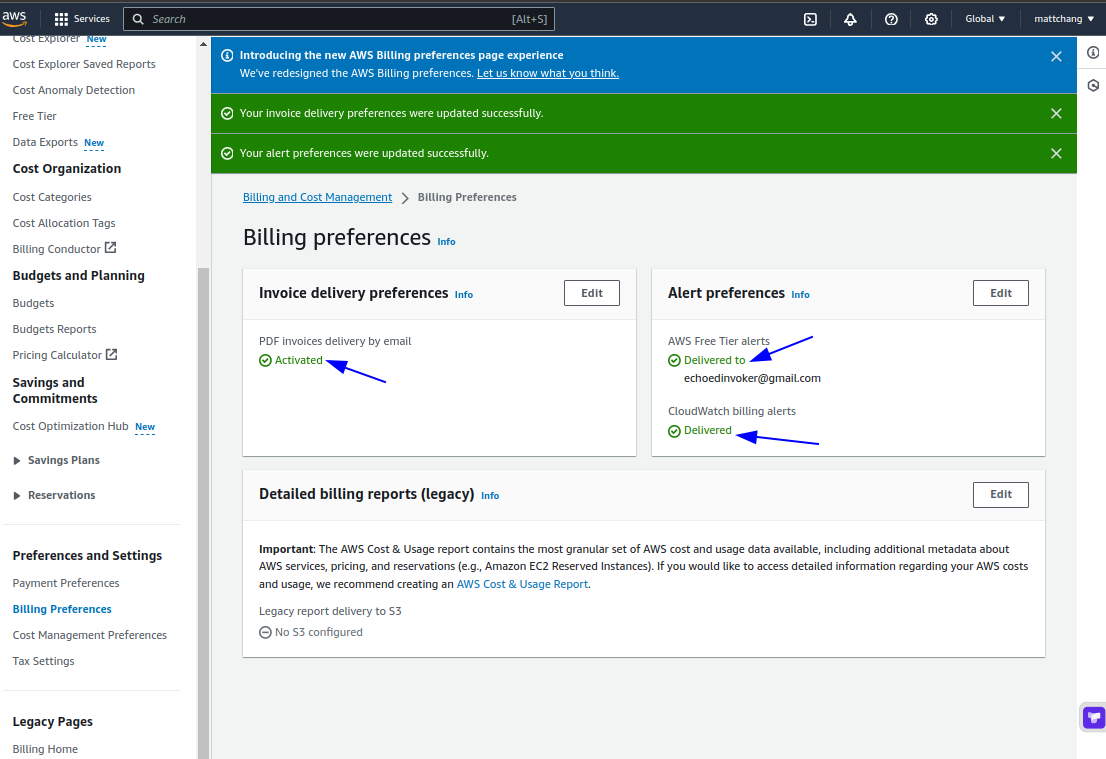 aws
Services
Search
[Alt+S]
Global
mattchang
Cost Explorer New
Cost Explorer Saved Reports
Cost Anomaly Detection
Free Tier
Data Exports New
Cost Organization
Cost Categories
Cost Allocation Tags
Billing Conductor
Budgets and Planning
Budgets
Budgets Reports
Pricing Calculator
Savings and
Commitments
Cost Optimization Hub New
Savings Plans
Reservations
Preferences and Settings
Payment Preferences
Billing Preferences
Cost Management Preferences
Tax Settings
Legacy Pages
Billing Home
Introducing the new AWS Billing preferences page experience
We've redesigned the AWS Billing preferences. Let us know what you think.
Your invoice delivery preferences were updated successfully.
Your alert preferences were updated successfully.
Billing and Cost Management
Billing Preferences
Billing preferences Info
Invoice delivery preferences Info
Edit
PDF invoices delivery by email
Activated
Alert preferences Info
Edit
AWS Free Tier alerts
Delivered to
echoedinvoker@gmail.com
CloudWatch billing alerts
Delivered
Detailed billing reports (legacy) Info
Edit
Important: The AWS Cost & Usage report contains the most granular set of AWS cost and usage data available, including additional metadata about
AWS services, pricing, and reservations (e.g., Amazon EC2 Reserved Instances). If you would like to access detailed information regarding your AWS costs
and usage, we recommend creating an AWS Cost & Usage Report.
Legacy report delivery to S3
No S3 configured